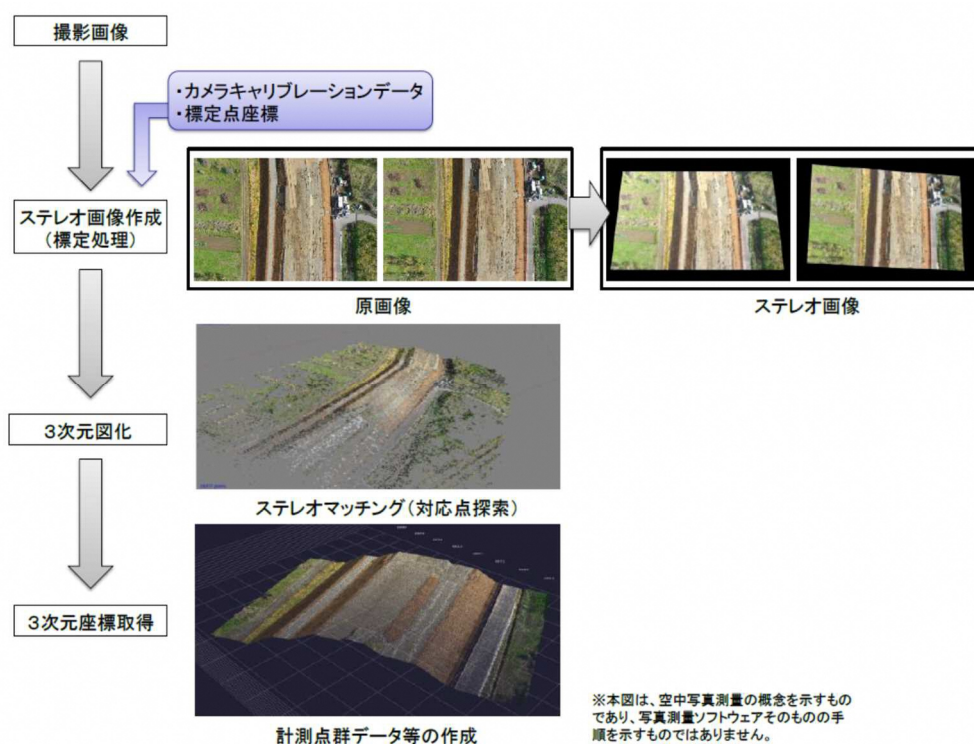 撮影画像
・カメラキャリブレーションデータ
・標定点座標
ステレオ画像作成
(標定処理)
原画像
ステレオ画像
3次元図化
ステレオマッチング(対応点探索)
3次元座標取得
計測点群データ等の作成
※本図は、空中写真測量の概念を示すもの
であり、写真測量ソフトウェアそのものの手
順を示すものではありません。